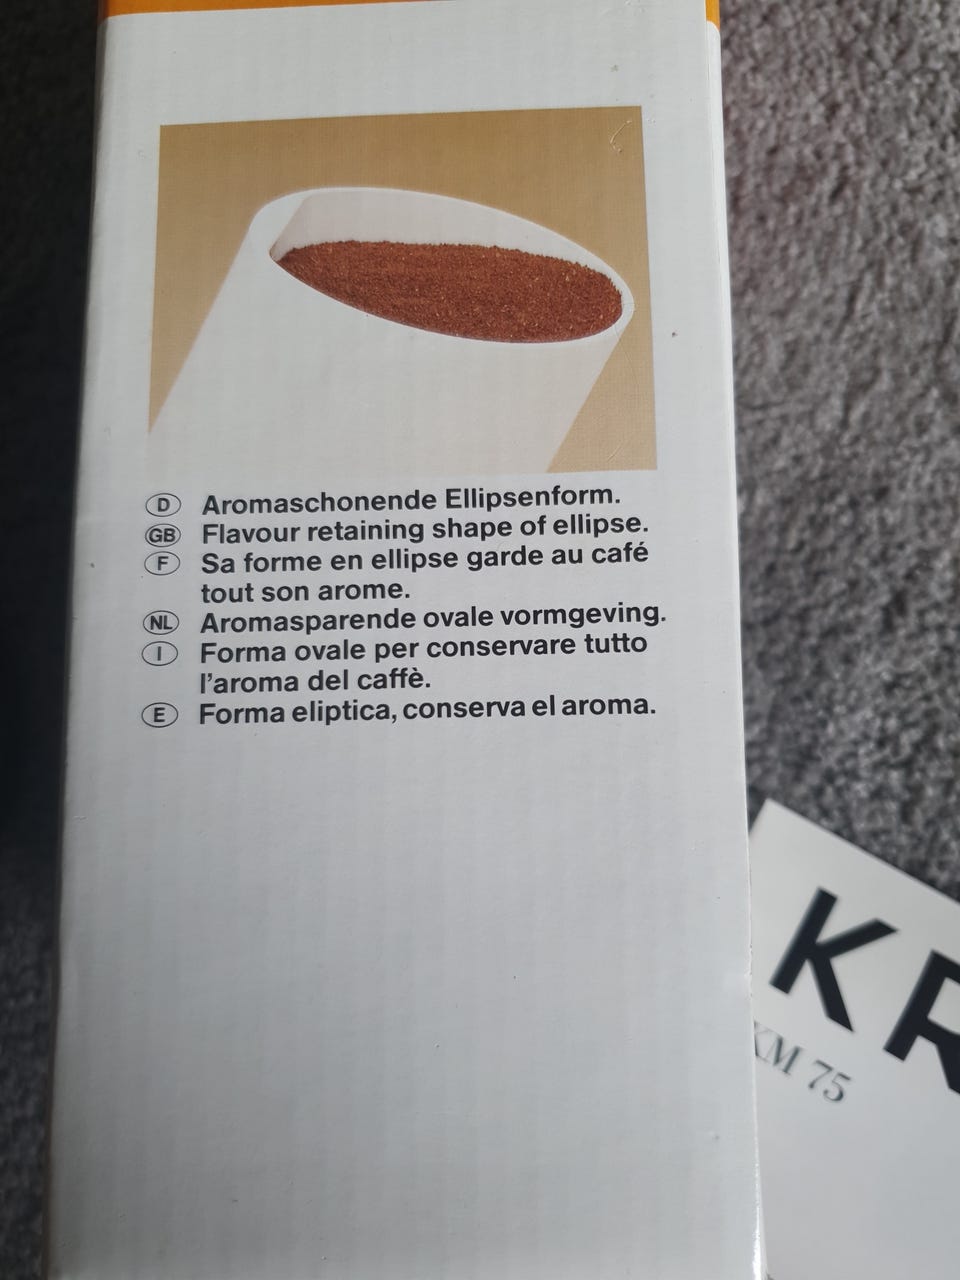 D Aromaschonende Ellipsenform.
GB Flavour retaining shape of ellipse.
F Sa forme en ellipse garde au café
tout son arome.
NL Aromasparende ovale vormgeving.
I Forma ovale per conservare tutto
l'aroma del caffè.
E Forma eliptica, conserva el aroma.
KR
KM 75